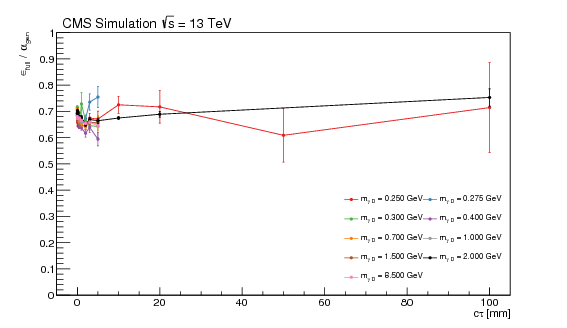 CMS Simulation √s = 13 TeV
ε_full / α_gen
1
0.9
0.8
0.7
0.6
0.5
0.4
0.3
0.2
0.1
0
0 20 40 60 80 100
cτ [mm]
m_γD = 0.250 GeV m_γD = 0.275 GeV
m_γD = 0.300 GeV m_γD = 0.400 GeV
m_γD = 0.700 GeV m_γD = 1.000 GeV
m_γD = 1.500 GeV m_γD = 2.000 GeV
m_γD = 8.500 GeV